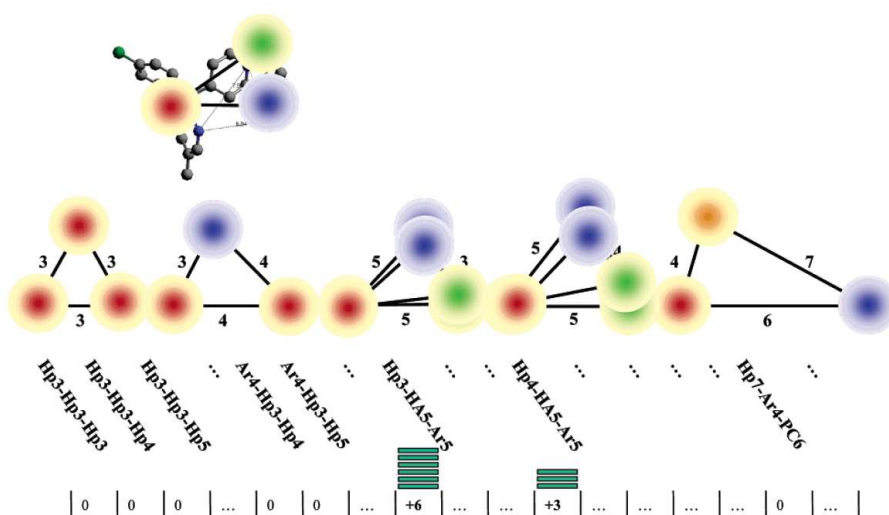 3 3 3 4 5 3 5 4 4 7
3 4 5 5 6
Hp3-Hp3-Hp3
Hp3-Hp3-Hp4
Hp3-Hp3-Hp5
...
Ar4-Hp3-Hp4
Ar4-Hp3-Hp5
...
Hp3-HA5-Ar5
...
...
Hp4-HA5-Ar5
...
...
...
...
Hp7-Ar4-PC6
...
0 0 0 ... 0 0 ... +6 ... ... +3 ... ... ... ... 0 ...